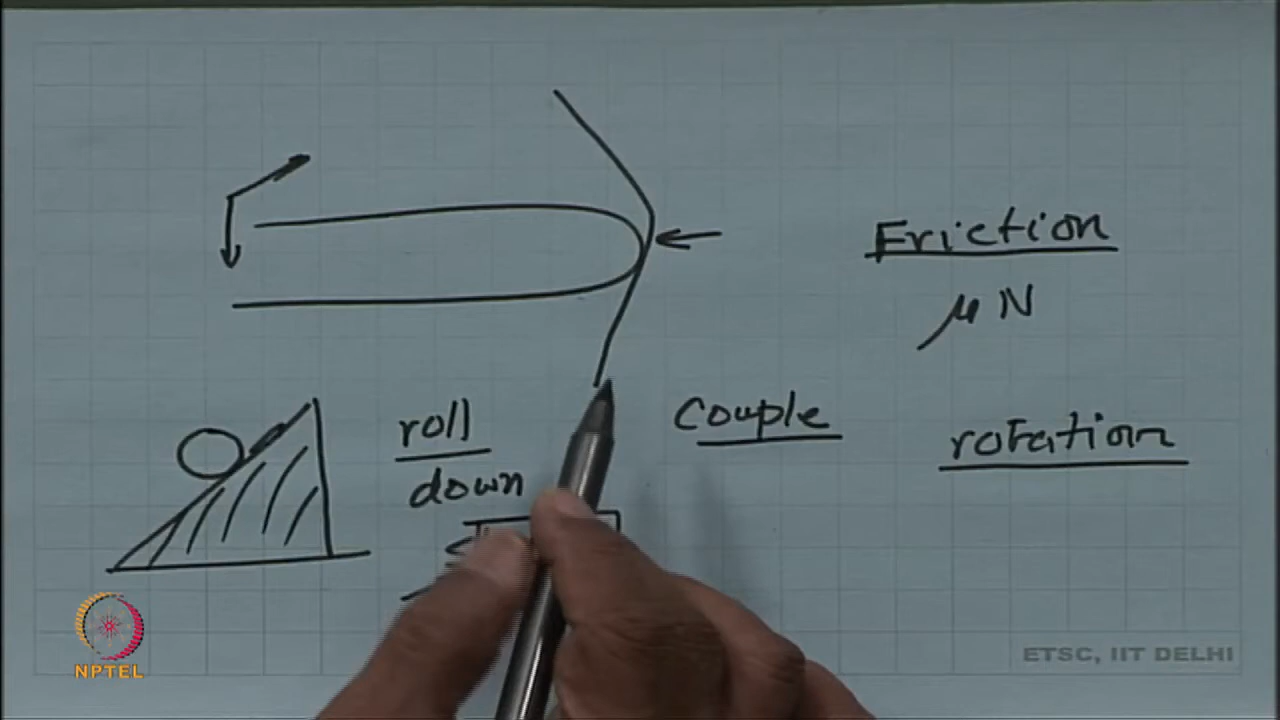 Friction
μN
roll
down
Couple
rotation
NPTEL
ETSC, IIT DELHI